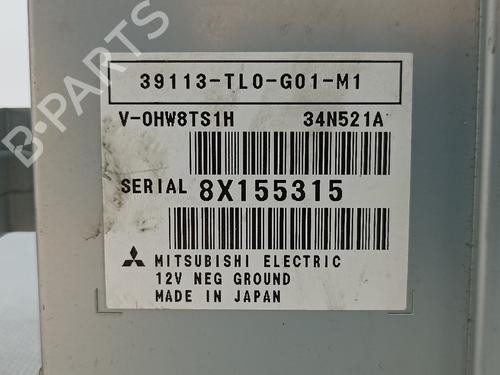 B-PARTS
39113-TL0-G01-M1
V-0HW8TS1H 34N521A
SERIAL 8X155315
MITSUBISHI ELECTRIC
12V NEG GROUND
MADE IN JAPAN